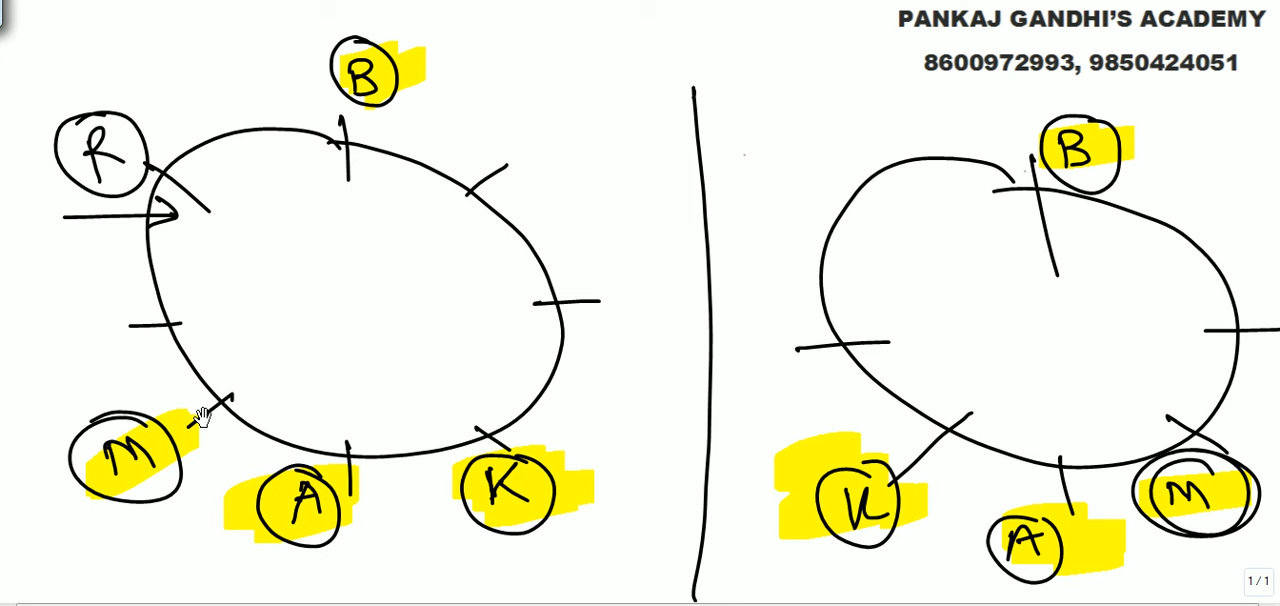 PANKAJ GANDHI'S ACADEMY
8600972993, 9850424051
B
R
M
A
K
B
K
A
M
1 / 1